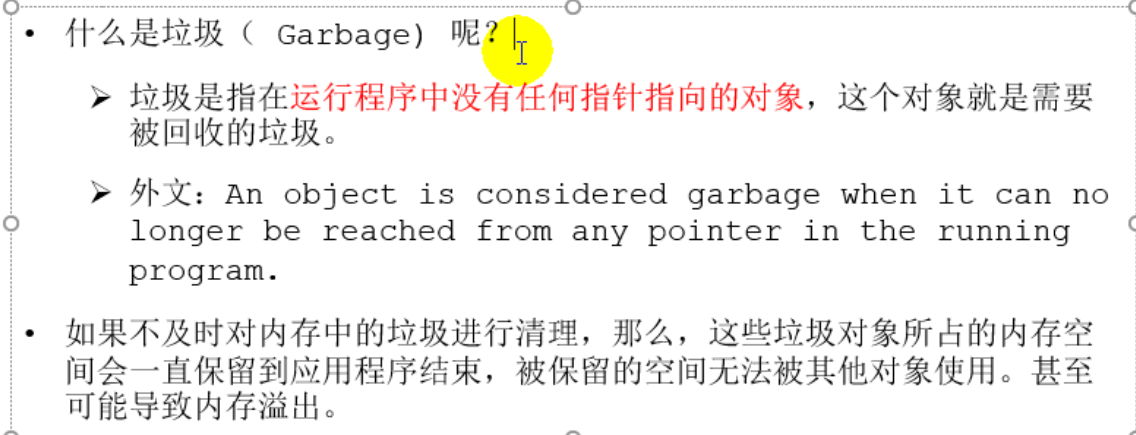 • 什么是垃圾（ Garbage) 呢？
➢ 垃圾是指在运行程序中没有任何指针指向的对象，这个对象就是需要
被回收的垃圾。
➢ 外文：An object is considered garbage when it can no
longer be reached from any pointer in the running
program.
• 如果不及时对内存中的垃圾进行清理，那么，这些垃圾对象所占的内存空
间会一直保留到应用程序结束，被保留的空间无法被其他对象使用。甚至
可能导致内存溢出。